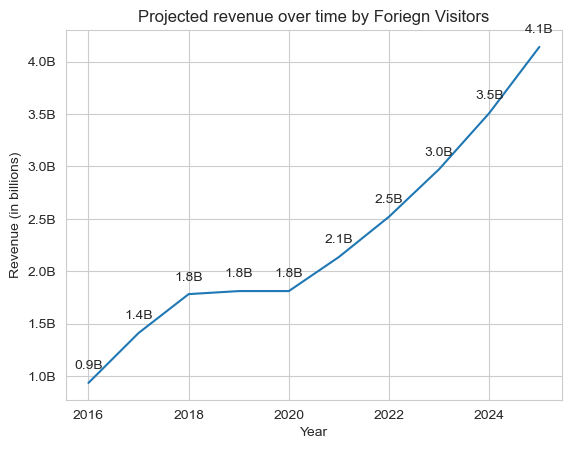 Projected revenue over time by Foriegn Visitors
4.1B
4.0B
3.5B
3.5B
3.0B
3.0B
2.5B
2.5B
2.1B
2.0B
1.8B
1.8B
1.8B
1.5B
1.4B
1.0B
0.9B
Revenue (in billions)
2016
2018
2020
2022
2024
Year